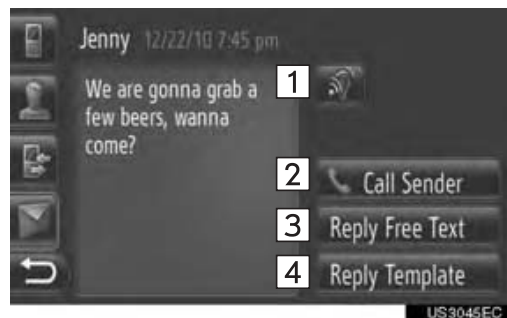 Jenny 12/22/10 7:45 pm
We are gonna grab a
few beers, wanna
come?
1
2 Call Sender
3 Reply Free Text
4 Reply Template
US3045EC